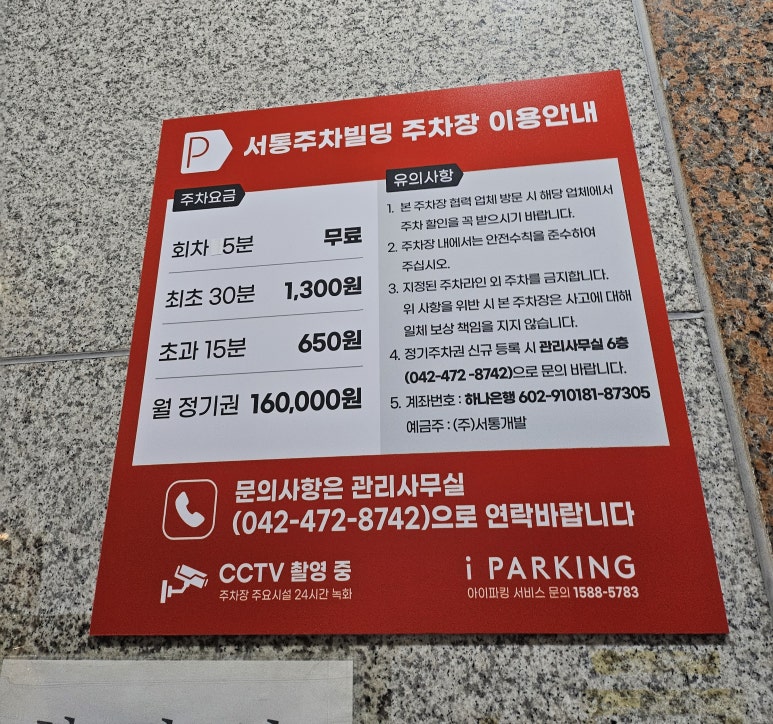 P 서통주차빌딩 주차장 이용안내
주차요금
회차 5분 무료
최초 30분 1,300원
초과 15분 650원
월 정기권 160,000원
유의사항
1. 본 주차장 협력 업체 방문 시 해당 업체에서
주차 할인을 꼭 받으시기 바랍니다.
2. 주차장 내에서는 안전수칙을 준수하여
주십시오.
3. 지정된 주차라인 외 주차를 금지합니다.
위 사항을 위반 시 본 주차장은 사고에 대해
일체 보상 책임을 지지 않습니다.
4. 정기주차권 신규 등록 시 관리사무실 6층
(042-472 -8742)으로 문의 바랍니다.
5. 계좌번호 : 하나은행 602-910181-87305
예금주 : (주)서통개발
문의사항은 관리사무실
(042-472-8742)으로 연락바랍니다
CCTV 촬영 중
주차장 주요시설 24시간 녹화
i PARKING
아이파킹 서비스 문의 1588-5783